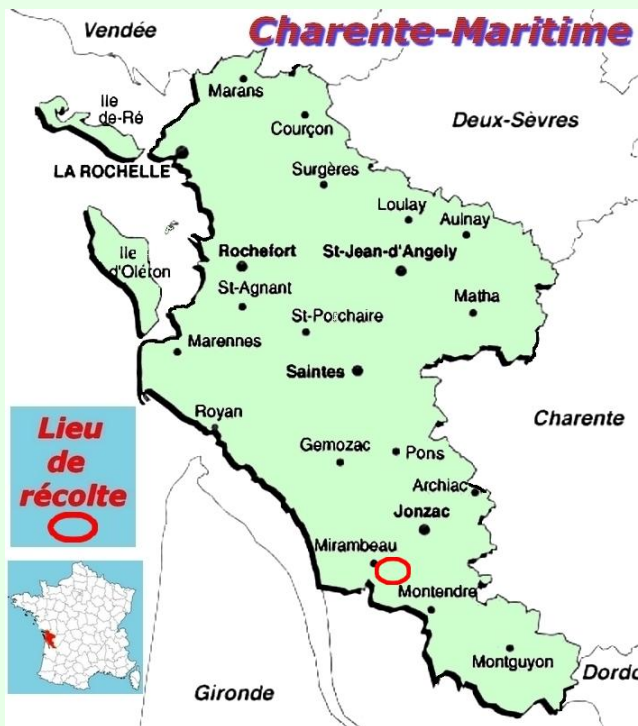 Vendée
Charente-Maritime
Marans
Ile
de-Ré
Courçon
Deux-Sèvres
LA ROCHELLE
Surgères
Loulay
Aulnay
Ile
d'Oléron
Rochefort
St-Jean-d'Angely
St-Agnant
St-Porchaire
Matha
Marennes
Saintes
Royan
Charente
Lieu
de
récolte
Gemozac
Pons
Archiac
Jonzac
Mirambeau
Montendre
Montguyon
Gironde
Dordo